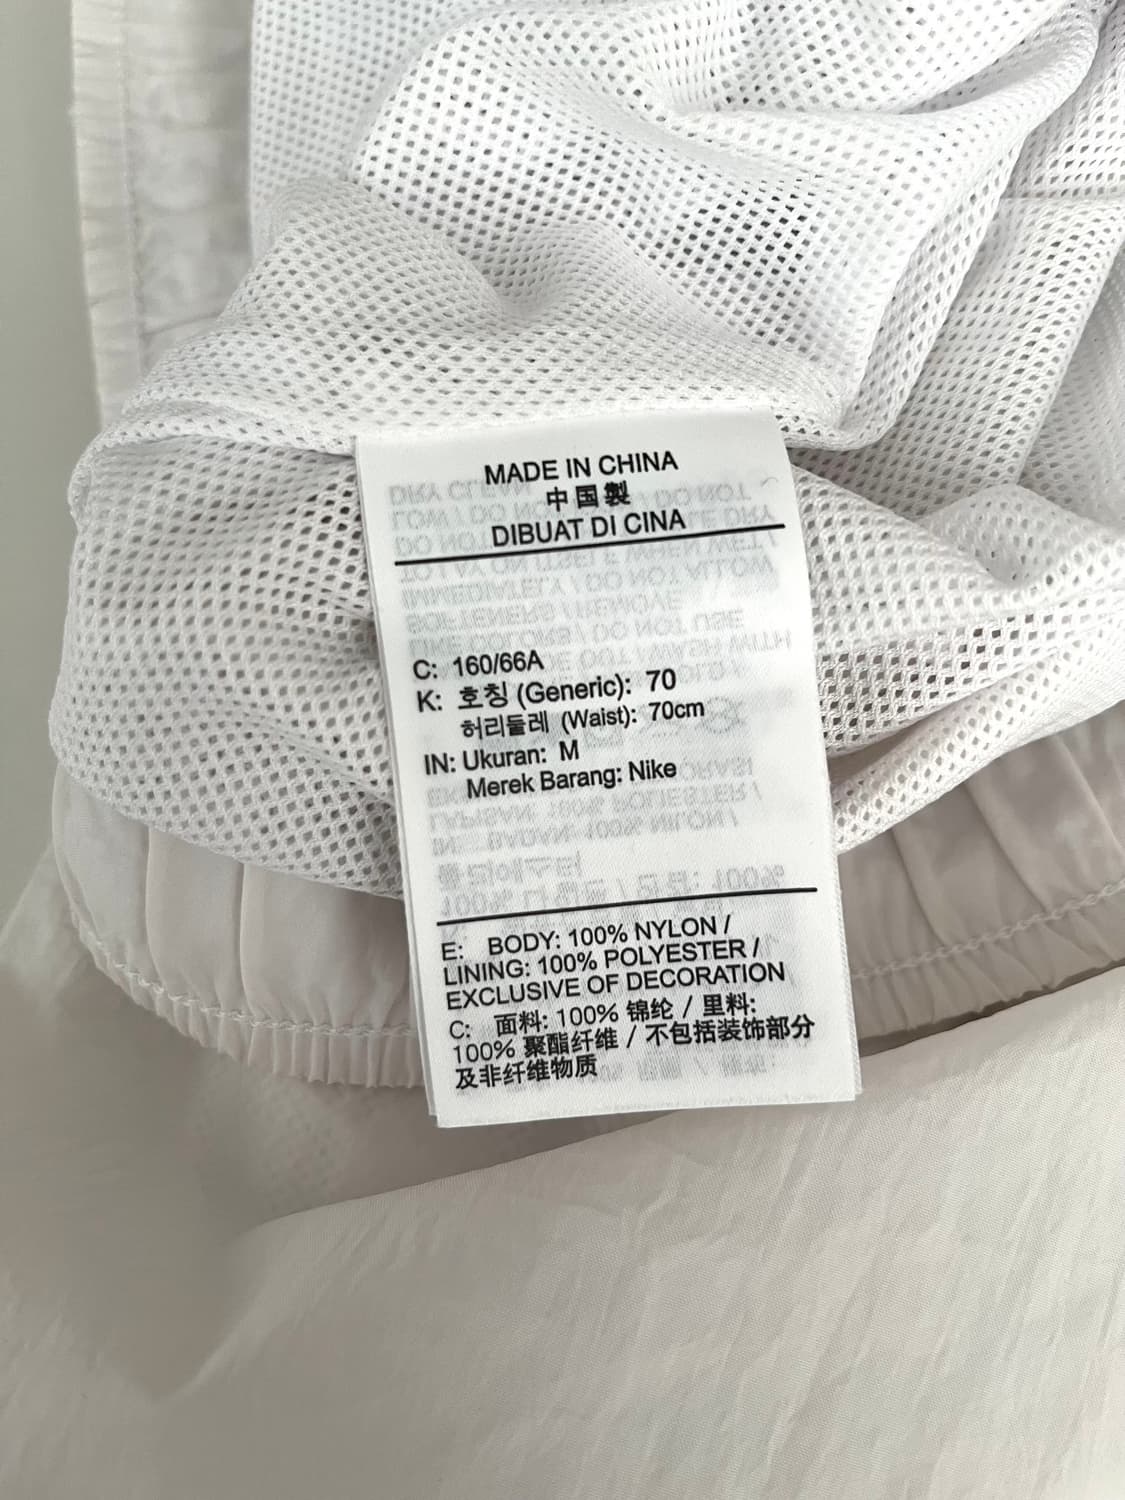 MADE IN CHINA
中国製
DIBUAT DI CINA
C: 160/66A
K: 호칭 (Generic): 70
허리둘레 (Waist): 70cm
IN: Ukuran: M
Merek Barang: Nike
E: BODY: 100% NYLON /
LINING: 100% POLYESTER /
EXCLUSIVE OF DECORATION
C: 面料: 100% 锦纶 / 里料:
100% 聚酯纤维 / 不包括装饰部分
及非纤维物质